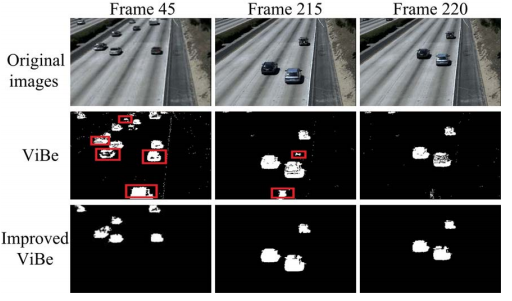 Frame 45 Frame 215 Frame 220
Original
images
ViBe
Improved
ViBe